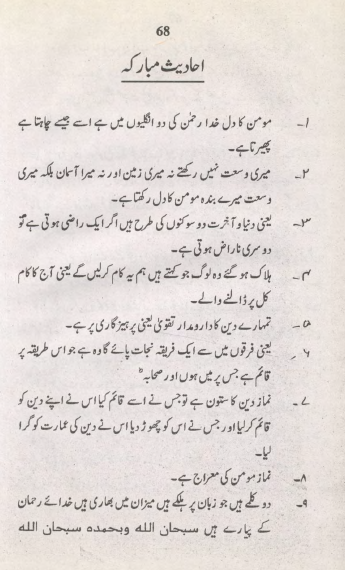 68
احادیث مبارکہ
۱۔ مومن کا دل خدا رحمٰن کی دو انگلیوں میں ہے اسے جیسے چاہتا ہے
پھیرتا ہے۔
۲۔ میری وسعت نہیں رکھتے نہ میری زمین اور نہ میرا آسمان بلکہ میری
وسعت میرے بندہ مومن کا دل رکھتا ہے۔
۳۔ یعنی دنیا و آخرت دو سوکنوں کی طرح ہیں اگر ایک راضی ہوتی ہے تو
دوسری ناراض ہوتی ہے۔
۴۔ ہلاک ہو گئے وہ لوگ جو کہتے ہیں ہم یہ کام کر لیں گے یعنی آج کا کام
کل پر ڈالنے والے۔
۵۔ تمہارے دین کا دارومدار تقویٰ یعنی پرہیزگاری پر ہے۔
۶۔ یعنی فرقوں میں سے ایک فریقہ نجات پائے گا وہ ہے جو اس طریقہ پر
قائم ہے جس پر میں ہوں اور صحابہؓ
۷۔ نماز دین کا ستون ہے تو جس نے اسے قائم کیا اس نے اپنے دین کو
قائم کر لیا اور جس نے اس کو چھوڑ دیا اس نے دین کی عمارت کو گرا
لیا۔
۸۔ نماز مومن کی معراج ہے۔
۹۔ دو کلمے ہیں جو زبان پر ہلکے ہیں میزان میں بھاری ہیں خدائے رحمان
کے پیارے ہیں سبحان الله وبحمده سبحان الله